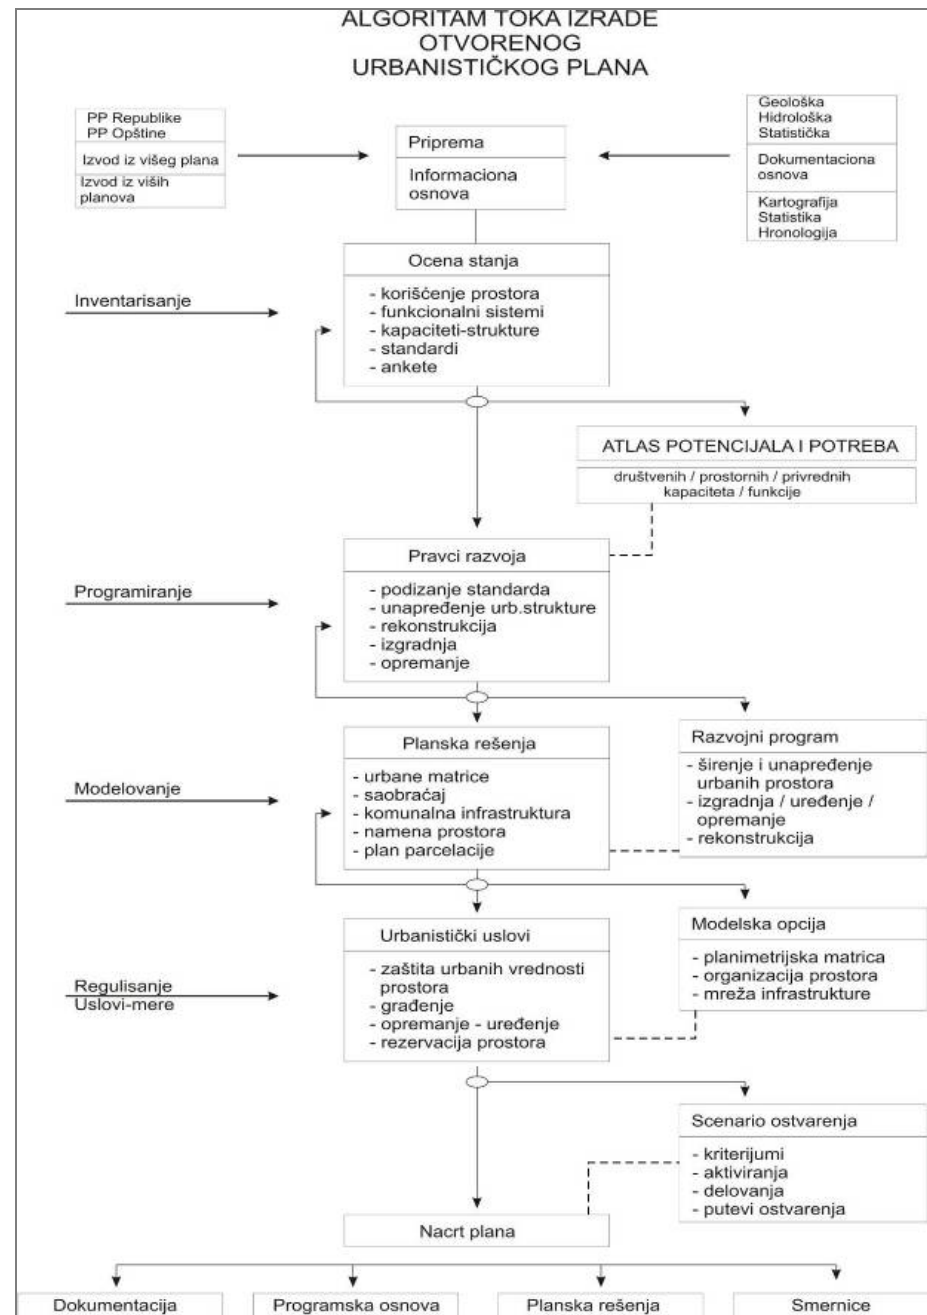 ALGORITAM TOKA IZRADE
OTVORENOG
URBANISTIČKOG PLANA
PP Republike
PP Opštine
Izvod iz višeg plana
Izvod iz viših
planova
Priprema
Informaciona
osnova
Geološka
Hidrološka
Statistička
Dokumentaciona
osnova
Kartografija
Statistika
Hronologija
Inventarisanje
Ocena stanja
- korišćenje prostora
- funkcionalni sistemi
- kapaciteti-strukture
- standardi
- ankete
ATLAS POTENCIJALA I POTREBA
društvenih / prostornih / privrednih
kapaciteta / funkcije
Programiranje
Pravci razvoja
- podizanje standarda
- unapređenje urb.strukture
- rekonstrukcija
- izgradnja
- opremanje
Modelovanje
Planska rešenja
- urbane matrice
- saobraćaj
- komunalna infrastruktura
- namena prostora
- plan parcelacije
Razvojni program
- širenje i unapređenje
urbanih prostora
- izgradnja / uređenje /
opremanje
- rekonstrukcija
Regulisanje
Uslovi-mere
Urbanistički uslovi
- zaštita urbanih vrednosti
prostora
- građenje
- opremanje - uređenje
- rezervacija prostora
Modelska opcija
- planimetrijska matrica
- organizacija prostora
- mreža infrastrukture
Scenario ostvarenja
- kriterijumi
- aktiviranja
- delovanja
- putevi ostvarenja
Nacrt plana
Dokumentacija
Programska osnova
Planska rešenja
Smernice